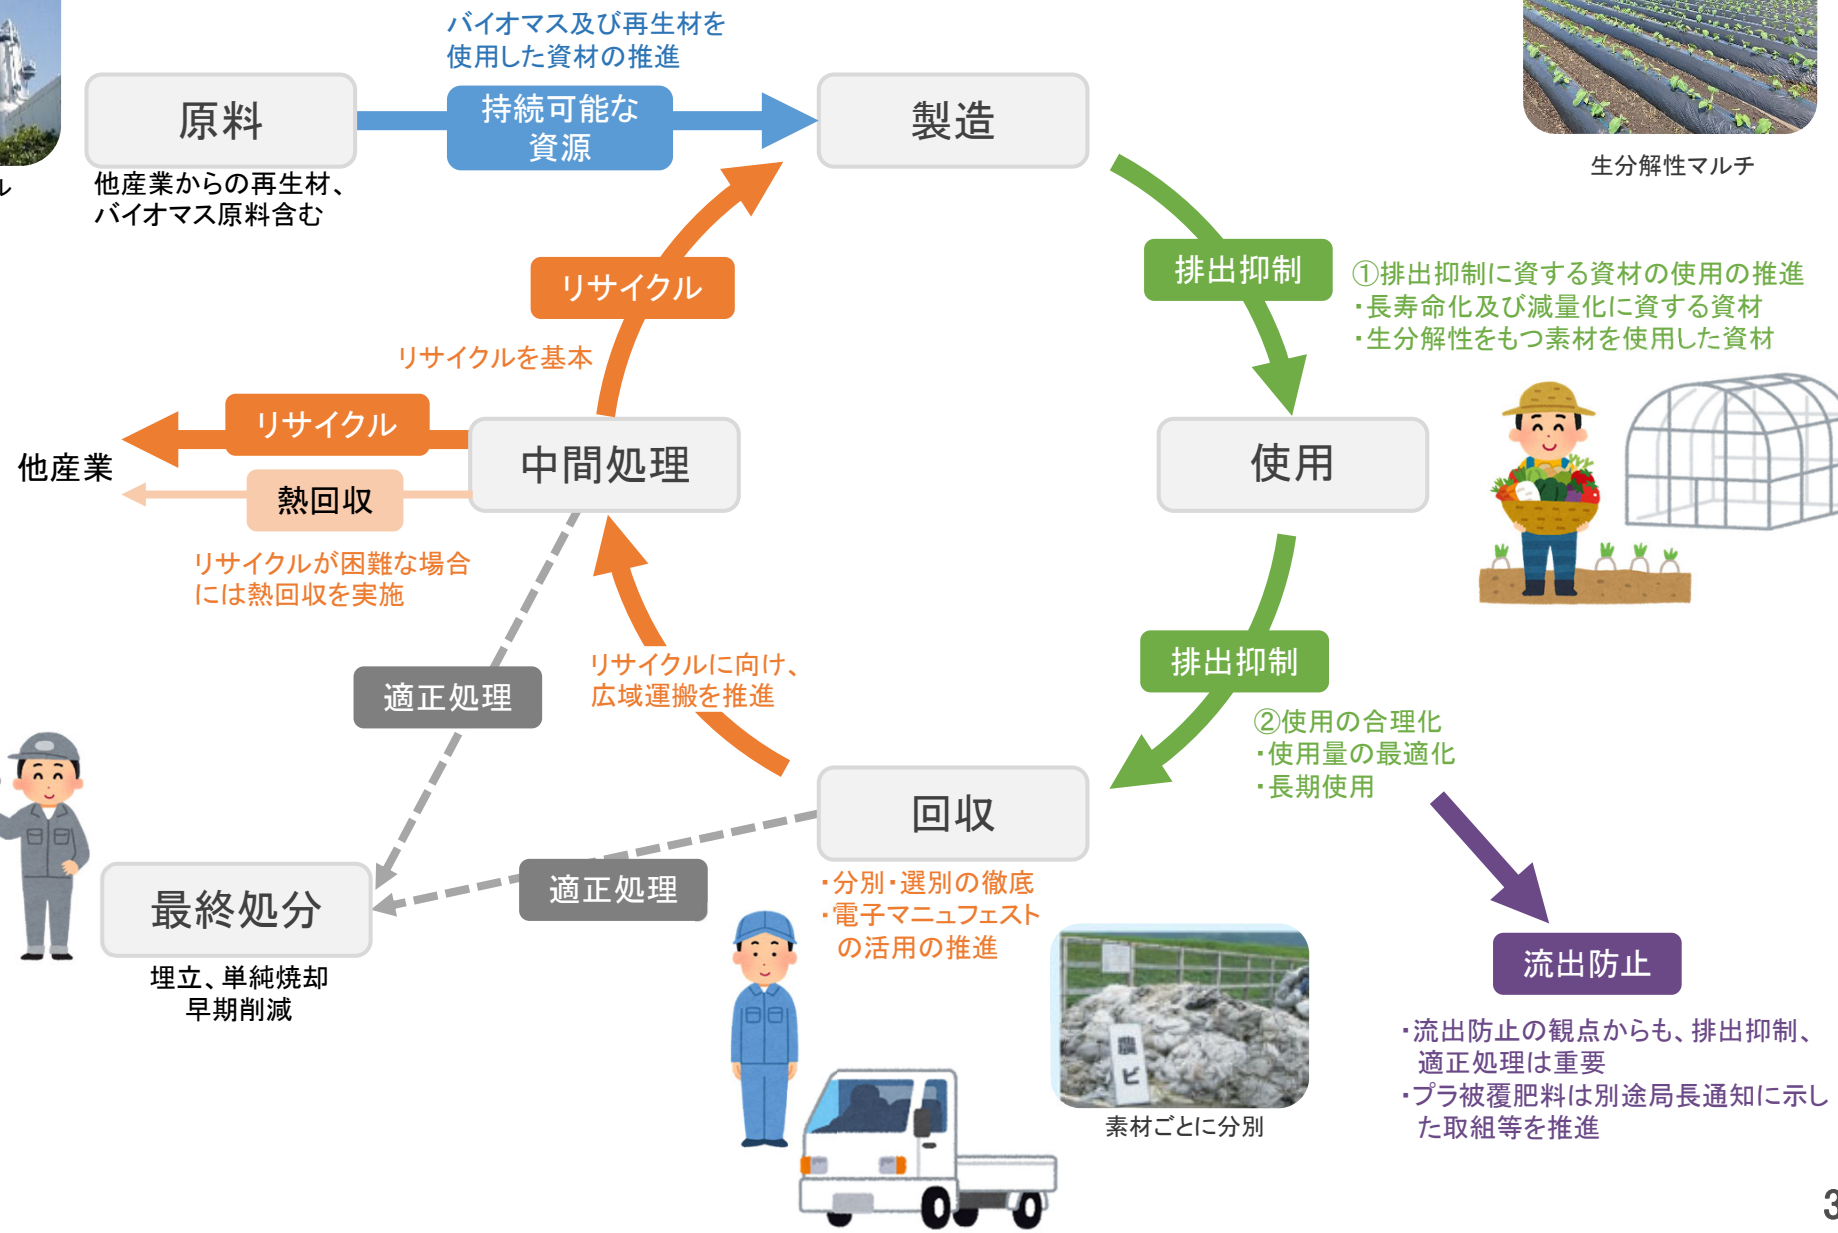 バイオマス及び再生材を
使用した資材の推進
原料
持続可能な
資源
製造
ル
他産業からの再生材、
バイオマス原料含む
生分解性マルチ
リサイクル
排出抑制
①排出抑制に資する資材の使用の推進
・長寿命化及び減量化に資する資材
・生分解性をもつ素材を使用した資材
リサイクルを基本
リサイクル
他産業
熱回収
中間処理
使用
リサイクルが困難な場合
には熱回収を実施
適正処理
リサイクルに向け、
広域運搬を推進
排出抑制
②使用の合理化
・使用量の最適化
・長期使用
回収
適正処理
最終処分
埋立、単純焼却
早期削減
・分別・選別の徹底
・電子マニュフェスト
の活用の推進
農ビ
素材ごとに分別
流出防止
・流出防止の観点からも、排出抑制、
適正処理は重要
・プラ被覆肥料は別途局長通知に示し
た取組等を推進
3